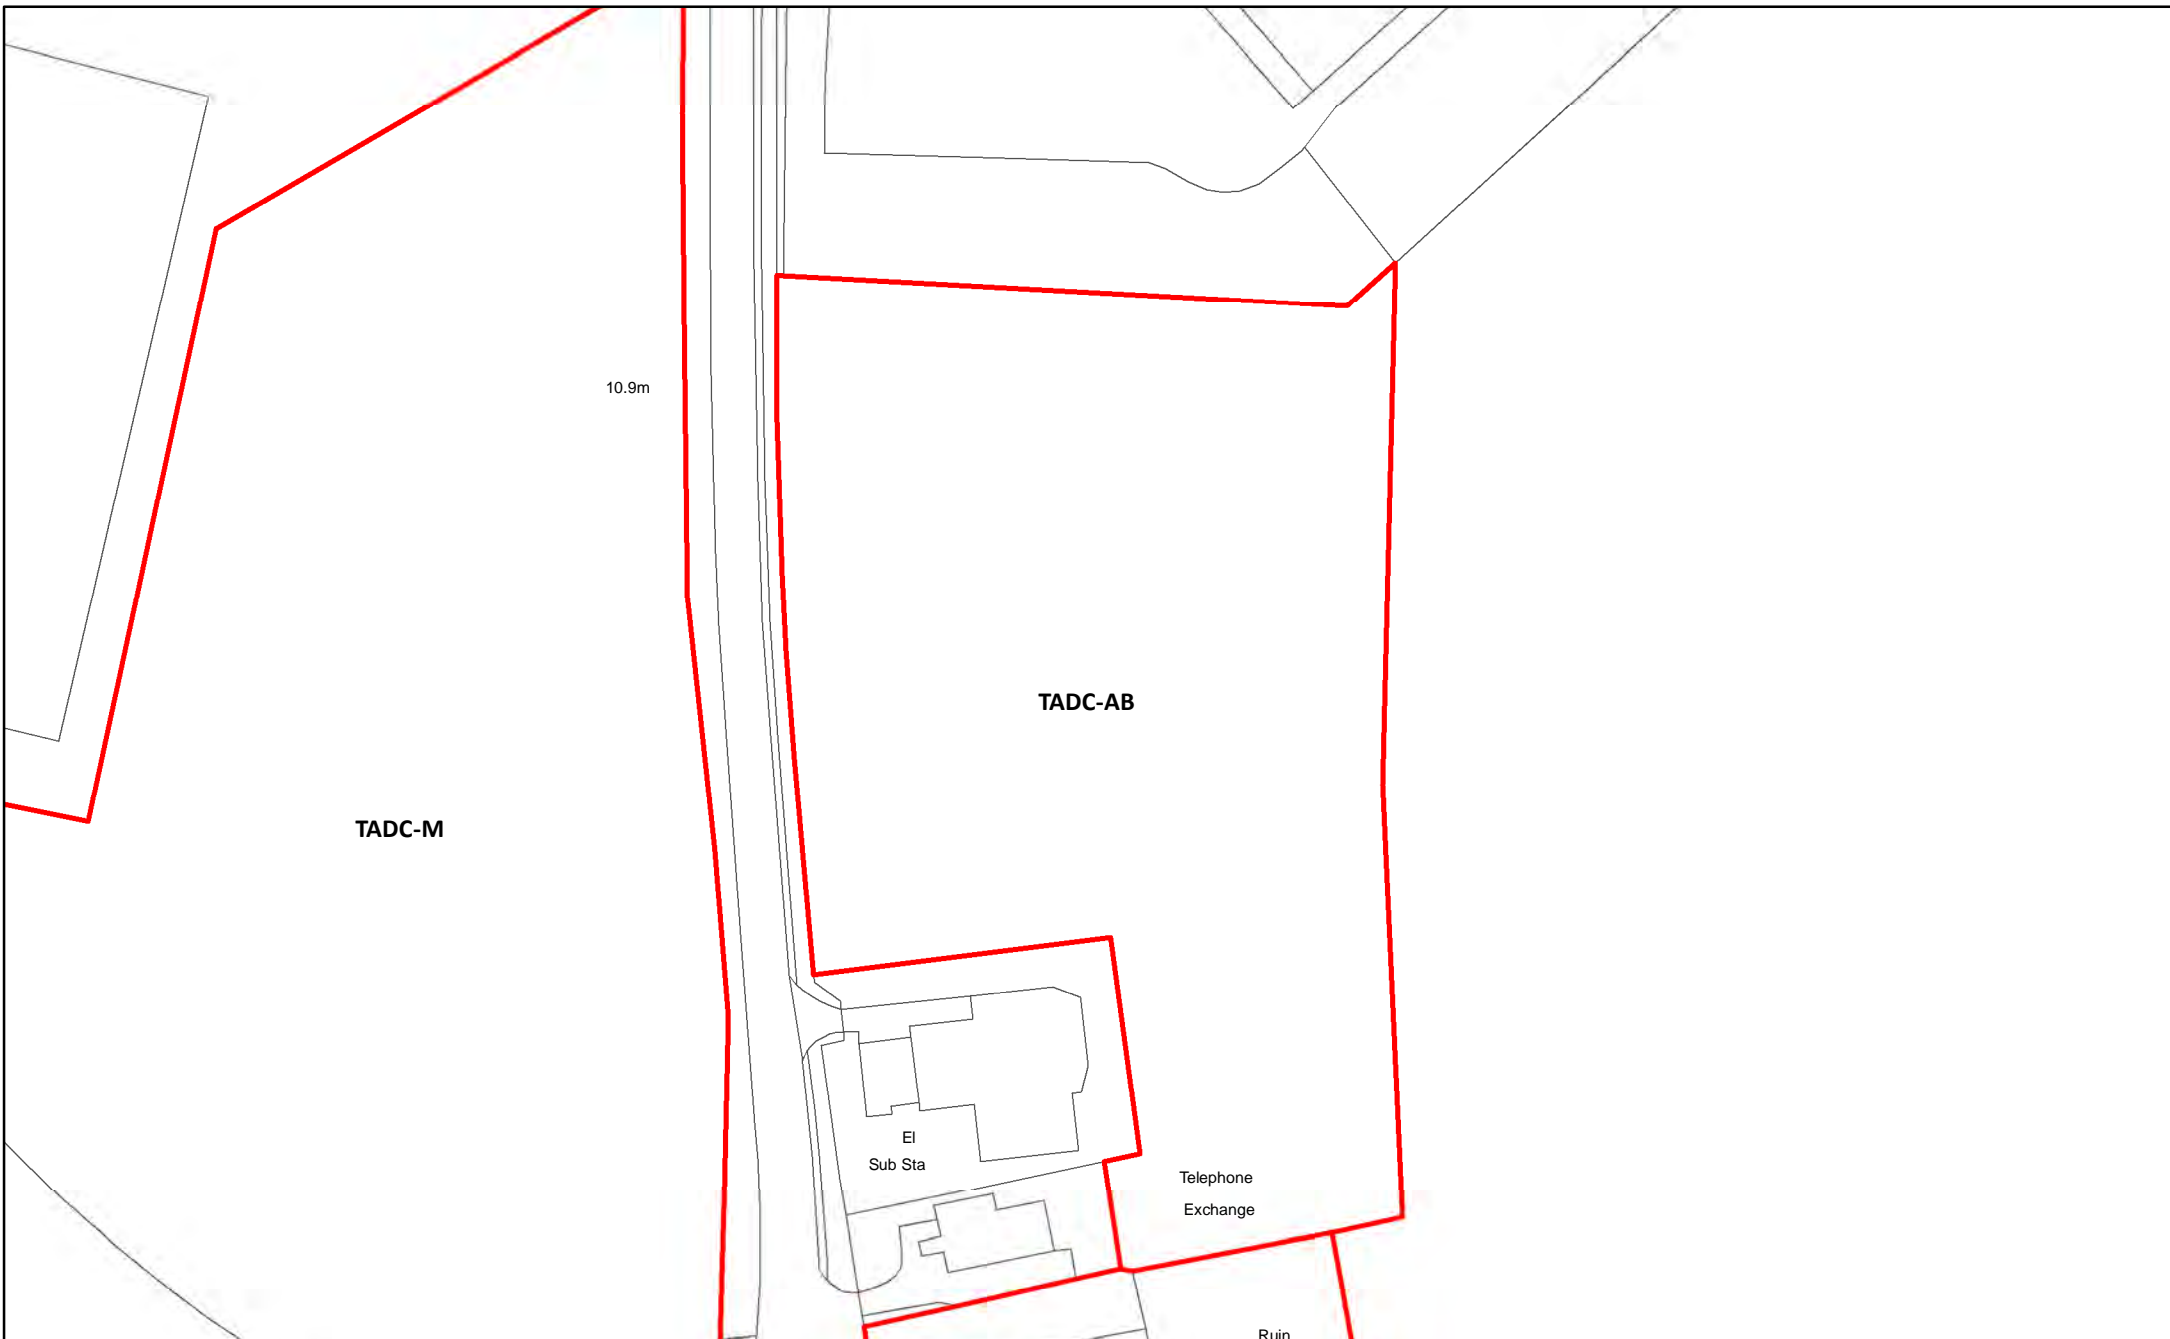 10.9m
TADC-AB
TADC-M
El
Sub Sta
Telephone
Exchange
Ruin